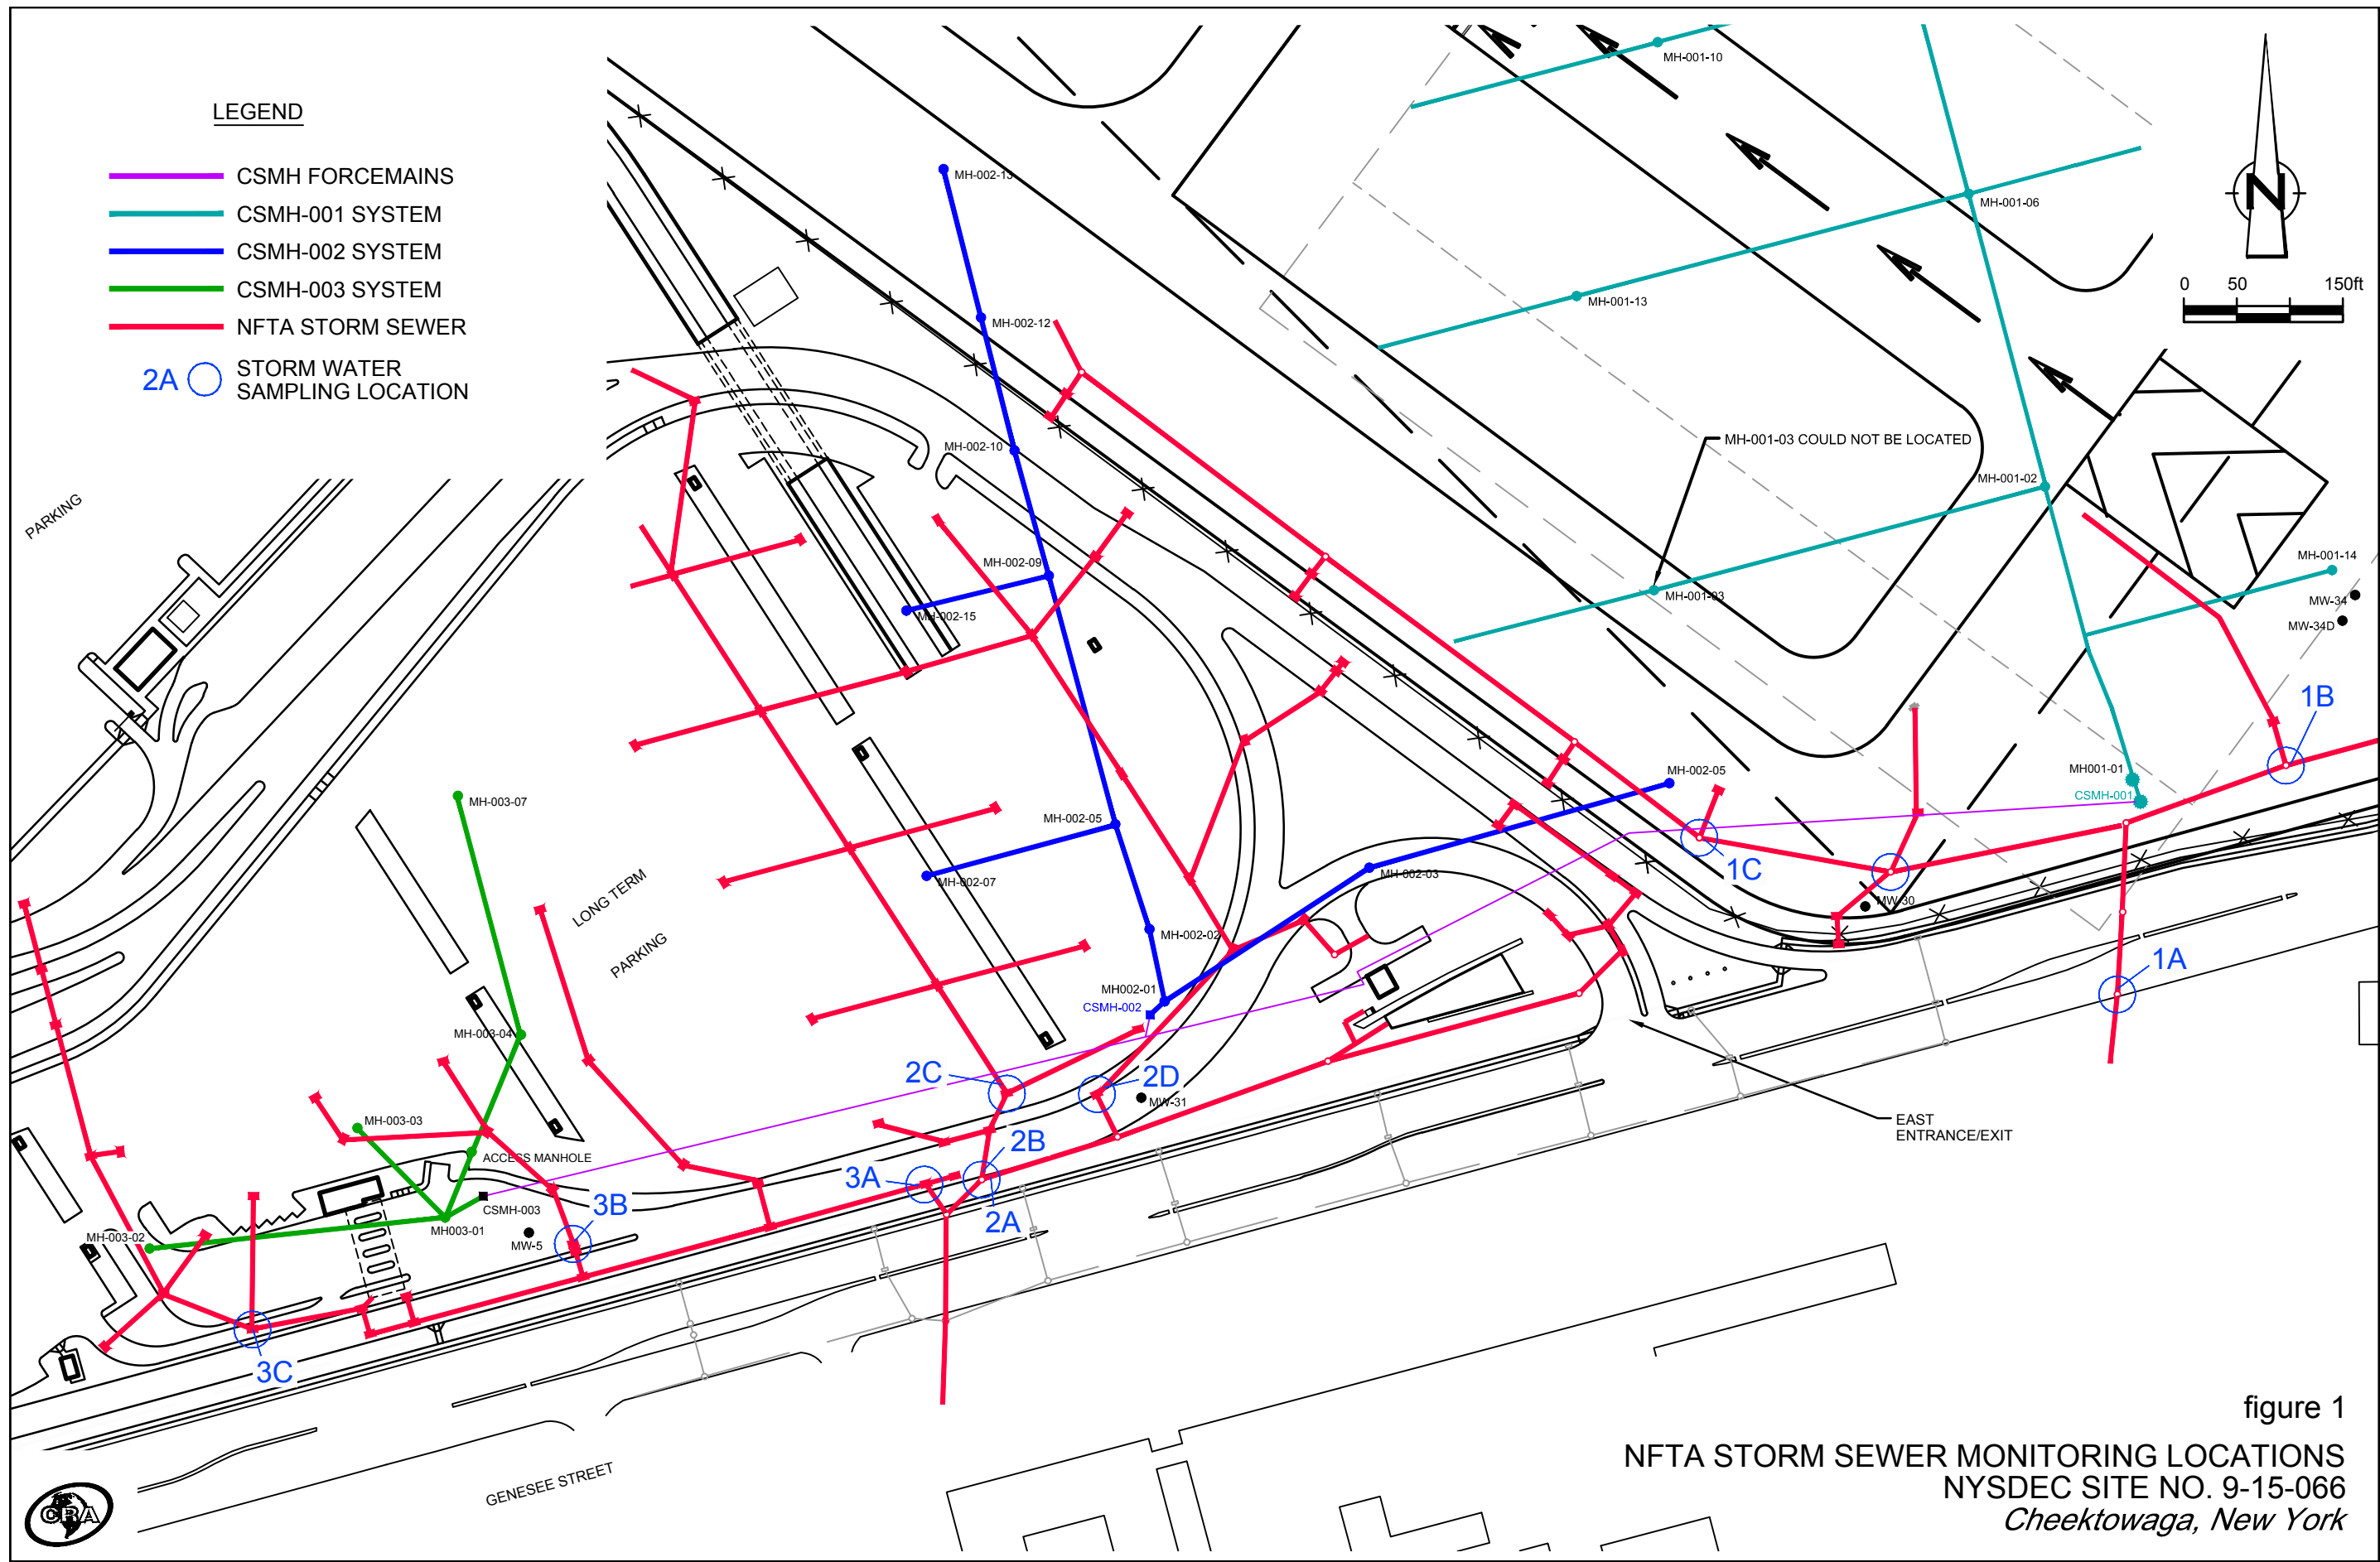 LEGEND
CSMH FORCEMAINS
CSMH-001 SYSTEM
CSMH-002 SYSTEM
CSMH-003 SYSTEM
NFTA STORM SEWER
2A
STORM WATER
SAMPLING LOCATION
MH-001-10
MH-002-13
MH-001-06
N
0 50 150ft
MH-001-13
MH-002-12
MH-001-03 COULD NOT BE LOCATED
MH-002-10
MH-001-02
PARKING
MH-001-14
MH-002-09
MH-001-03
MW-34
MH-002-15
MW-34D
1B
MH001-01
MH-002-05
CSMH-001
MH-003-07
MH-002-05
1C
MH-002-03
MH-002-07
LONG TERM
PARKING
MW-30
MH-002-02
1A
MH002-01
CSMH-002
MH-003-04
2C
2D
MW-31
MH-003-03
EAST
ENTRANCE/EXIT
2B
ACCESS MANHOLE
3A
3B
CSMH-003
2A
MH003-01
MH-003-02
MW-5
3C
figure 1
NFTA STORM SEWER MONITORING LOCATIONS
NYSDEC SITE NO. 9-15-066
Cheektowaga, New York
GENESEE STREET
CRA